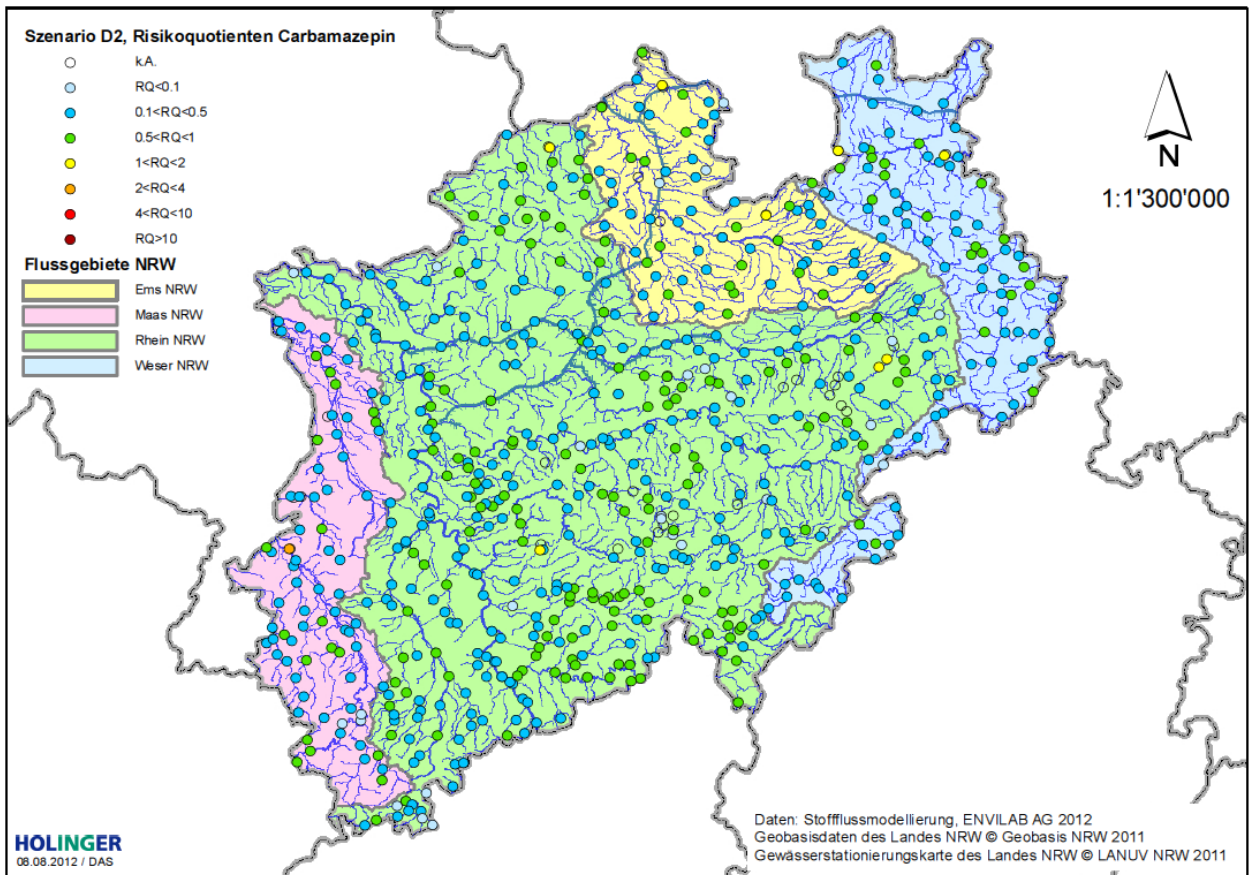 Szenario D2, Risikoquotienten Carbamazepin
k.A.
RQ<0.1
0.1<RQ<0.5
0.5<RQ<1
1<RQ<2
2<RQ<4
4<RQ<10
RQ>10
Flussgebiete NRW
Ems NRW
Maas NRW
Rhein NRW
Weser NRW
N
1:1'300'000
HOLINGER
08.08.2012 / DAS
Daten: Stoffflussmodellierung, ENVILAB AG 2012
Geobasisdaten des Landes NRW © Geobasis NRW 2011
Gewässerstationierungskarte des Landes NRW © LANUV NRW 2011